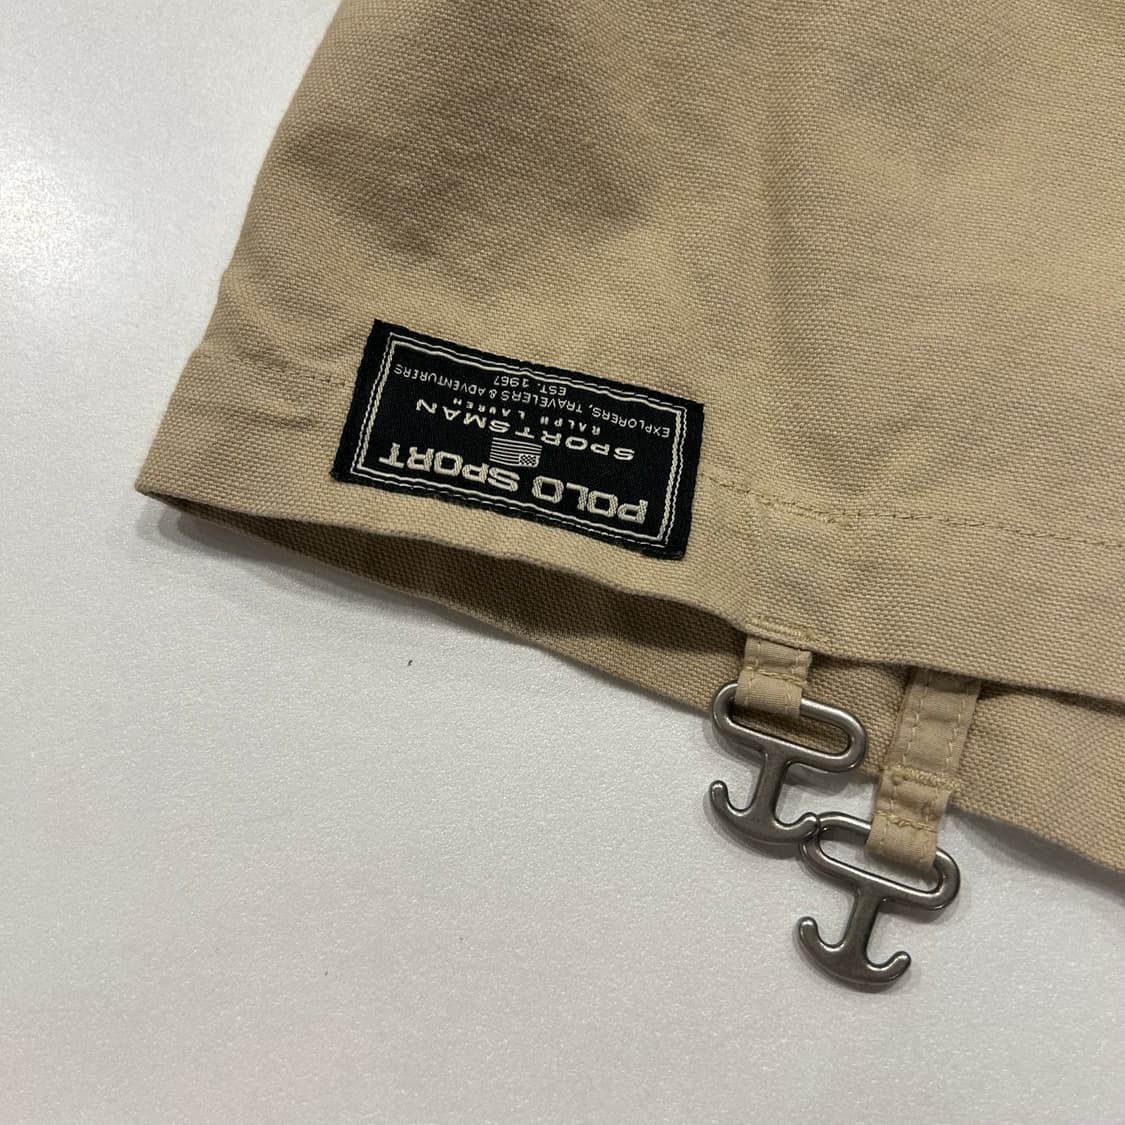 POLO SPORT
SPORTSMAN
RALPH LAUREN
EXPLORERS, TRAVELERS & ADVENTURERS
EST. 1967